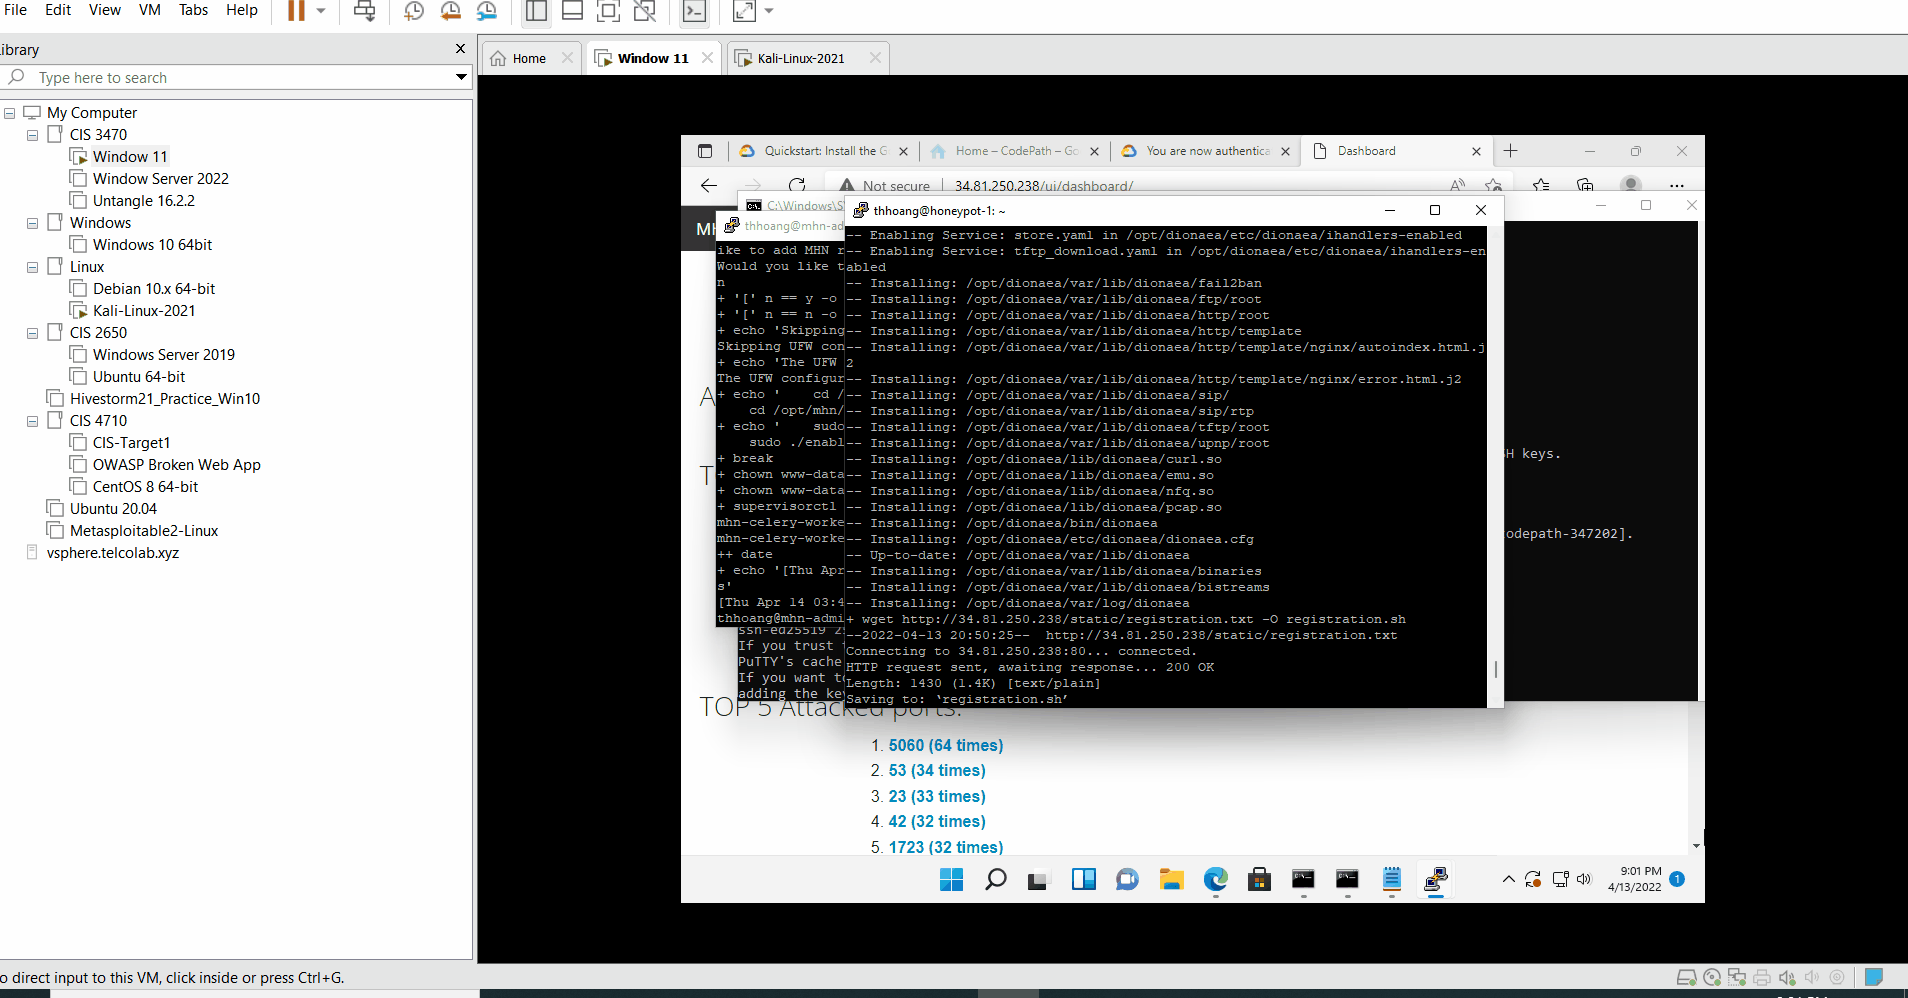 File Edit View VM Tabs Help
ibrary
Type here to search
My Computer
CIS 3470
Window 11
Window Server 2022
Untangle 16.2.2
Windows
Windows 10 64bit
Linux
Debian 10.x 64-bit
Kali-Linux-2021
CIS 2650
Windows Server 2019
Ubuntu 64-bit
Hivestorm21_Practice_Win10
CIS 4710
CIS-Target1
OWASP Broken Web App
CentOS 8 64-bit
Ubuntu 20.04
Metasploitable2-Linux
vsphere.telcolab.xyz
Home
Window 11
Kali-Linux-2021
Quickstart: Install the G
Home – CodePath – Go
You are now authentica
Dashboard
Not secure 34.81.250.238/ui/dashboard/
C:\Windows\S
MH
thhoang@mhn-ad
ike to add MHN r
Would you like t
n
+ '[' n == y -o
+ '[' n == n -o
+ echo 'Skipping
Skipping UFW con
+ echo 'The UFW
The UFW configur
+ echo ' cd /
cd /opt/mhn/
+ echo ' sudo
sudo ./enabl
+ break
+ chown www-data
+ chown www-data
+ supervisorctl
mhn-celery-worke
mhn-celery-worke
++ date
+ echo '[Thu Apr
s'
[Thu Apr 14 03:4
thhoang@mhn-admi
ssh-ed25519 25
If you trust t
PuTTY's cache
If you want to
adding the key
thhoang@honeypot-1: ~
-- Enabling Service: store.yaml in /opt/dionaea/etc/dionaea/ihandlers-enabled
-- Enabling Service: tftp_download.yaml in /opt/dionaea/etc/dionaea/ihandlers-en
abled
-- Installing: /opt/dionaea/var/lib/dionaea/fail2ban
-- Installing: /opt/dionaea/var/lib/dionaea/ftp/root
-- Installing: /opt/dionaea/var/lib/dionaea/http/root
-- Installing: /opt/dionaea/var/lib/dionaea/http/template
-- Installing: /opt/dionaea/var/lib/dionaea/http/template/nginx/autoindex.html.j
2
-- Installing: /opt/dionaea/var/lib/dionaea/http/template/nginx/error.html.j2
-- Installing: /opt/dionaea/var/lib/dionaea/sip/
-- Installing: /opt/dionaea/var/lib/dionaea/sip/rtp
-- Installing: /opt/dionaea/var/lib/dionaea/tftp/root
-- Installing: /opt/dionaea/var/lib/dionaea/upnp/root
-- Installing: /opt/dionaea/lib/dionaea/curl.so
-- Installing: /opt/dionaea/lib/dionaea/emu.so
-- Installing: /opt/dionaea/lib/dionaea/nfq.so
-- Installing: /opt/dionaea/lib/dionaea/pcap.so
-- Installing: /opt/dionaea/bin/dionaea
-- Installing: /opt/dionaea/etc/dionaea/dionaea.cfg
-- Up-to-date: /opt/dionaea/var/lib/dionaea
-- Installing: /opt/dionaea/var/lib/dionaea/binaries
-- Installing: /opt/dionaea/var/lib/dionaea/bistreams
-- Installing: /opt/dionaea/var/log/dionaea
+ wget http://34.81.250.238/static/registration.txt -O registration.sh
--2022-04-13 20:50:25-- http://34.81.250.238/static/registration.txt
Connecting to 34.81.250.238:80... connected.
HTTP request sent, awaiting response... 200 OK
Length: 1430 (1.4K) [text/plain]
Saving to: ‘registration.sh’
H keys.
odepath-347202].
A
T
TOP 5 Attacked ports:
1. 5060 (64 times)
2. 53 (34 times)
3. 23 (33 times)
4. 42 (32 times)
5. 1723 (32 times)
9:01 PM
4/13/2022
1
o direct input to this VM, click inside or press Ctrl+G.